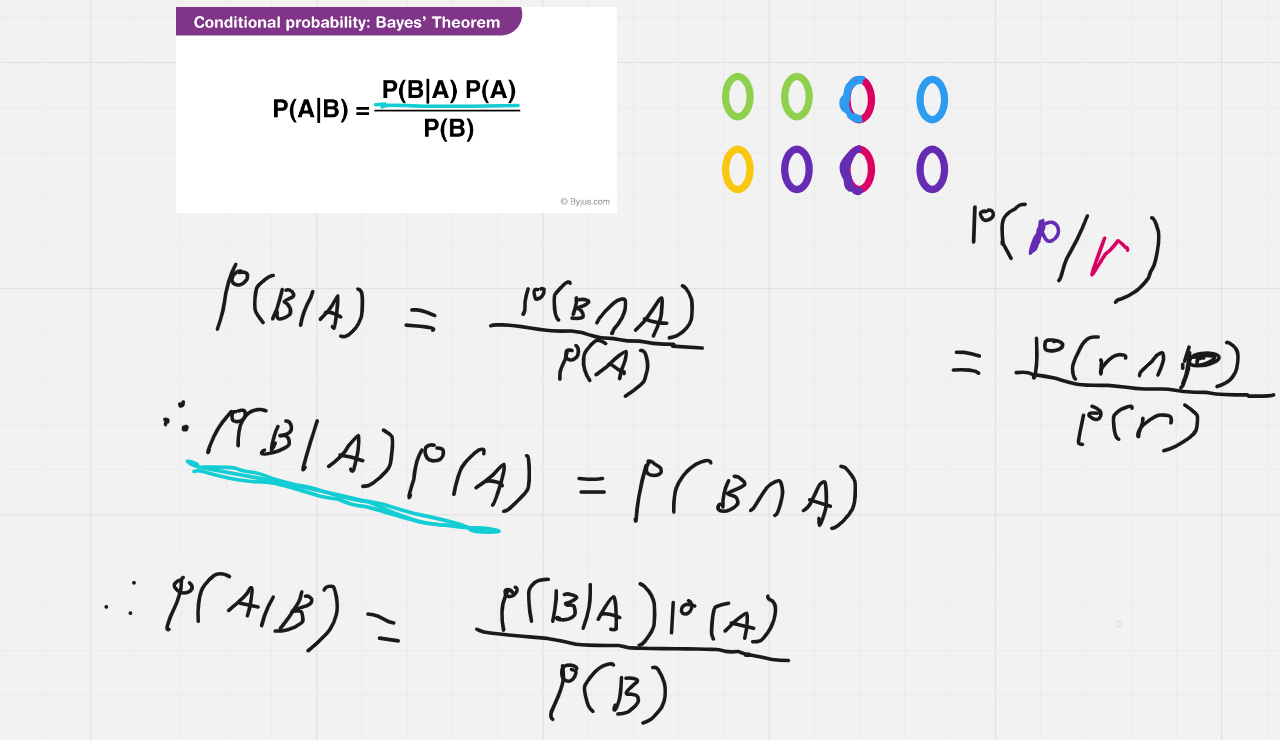 Conditional probability: Bayes' Theorem
P(A|B) = P(B|A) P(A)
P(B)
© Byjus.com
P(p/r)
= P(r∩p)
P(r)
P(B/A) = P(B∩A)
P(A)
∴ P(B|A)P(A) = P(B∩A)
∴ P(A/B) = P(B|A)P(A)
P(B)